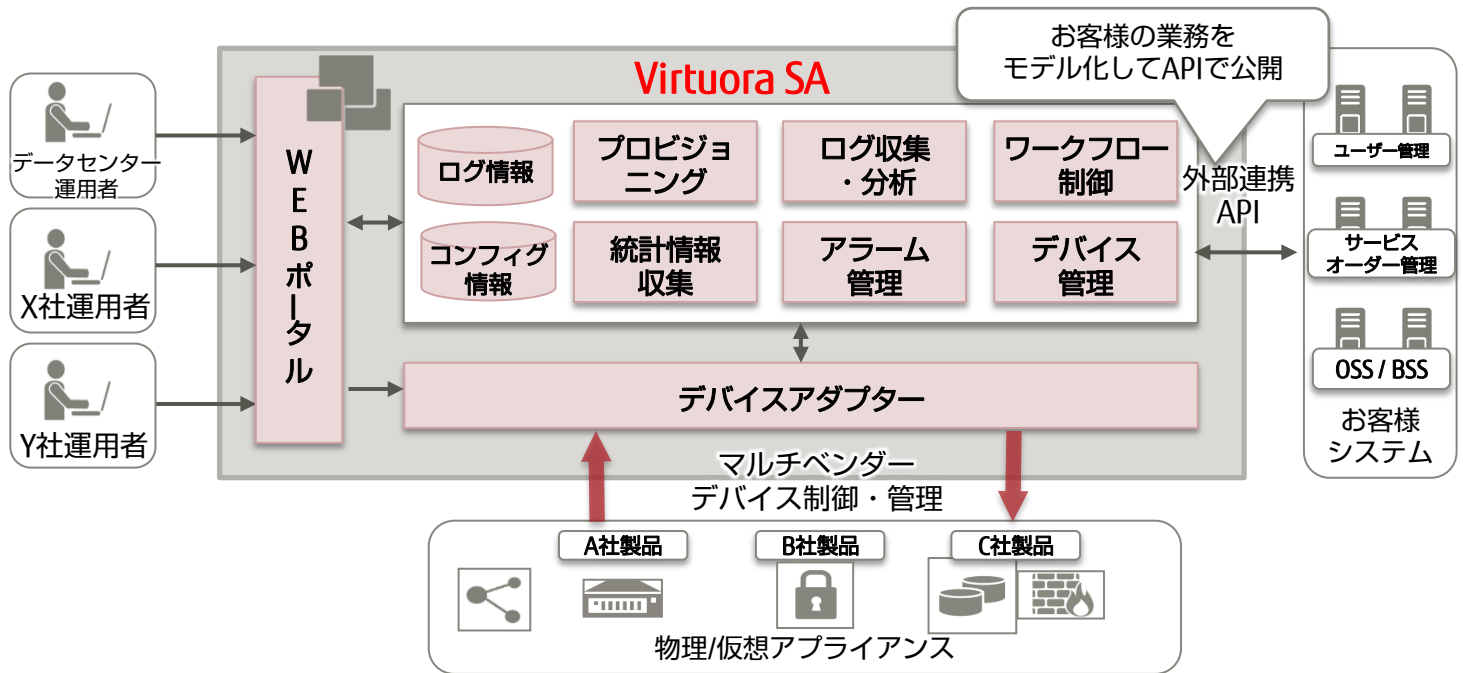 お客様の業務を
モデル化してAPIで公開
Virtuora SA
データセンター
運用者
X社運用者
Y社運用者
WEBポータル
ログ情報
コンフィグ
情報
プロビジョ
ニング
ログ収集
・分析
ワークフロー
制御
統計情報
収集
アラーム
管理
デバイス
管理
外部連携
API
デバイスアダプター
ユーザー管理
サービス
オーダー管理
OSS / BSS
お客様
システム
マルチベンダー
デバイス制御・管理
A社製品
B社製品
C社製品
物理/仮想アプライアンス